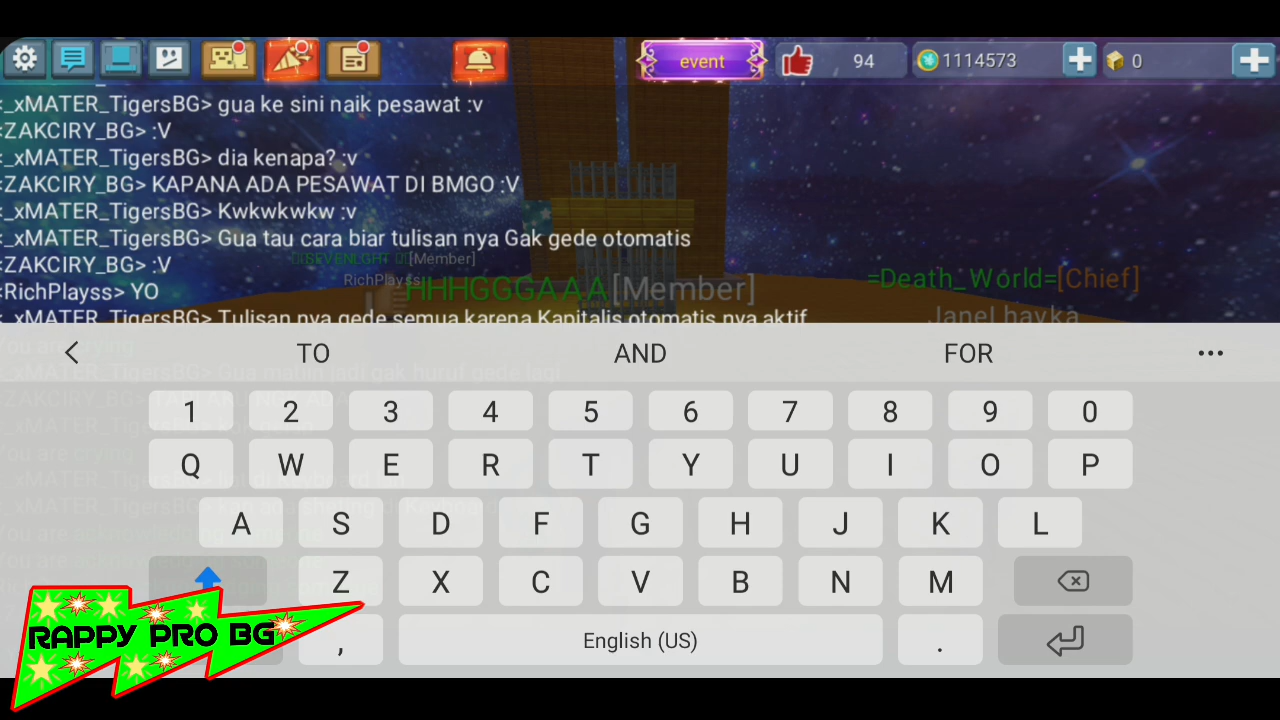 event
94
1114573
0
<_xMATER_TigersBG> gua ke sini naik pesawat :v
<ZAKCIRY_BG> :V
<_xMATER_TigersBG> dia kenapa? :v
<ZAKCIRY_BG> KAPANA ADA PESAWAT DI BMGO :V
<_xMATER_TigersBG> Kwkwkwkw :v
<_xMATER_TigersBG> Gua tau cara biar tulisan nya Gak gede otomatis
<ZAKCIRY_BG> :V
[Member]
<RichPlayss> YO
RichPlayss
HHHGGGAAA[Member]
=Death_World=[Chief]
<_xMATER_TigersBG> Tulisan nya gede semua karena Kapitalis otomatis nya aktif
TO AND FOR
1 2 3 4 5 6 7 8 9 0
Q W E R T Y U I O P
A S D F G H J K L
Z X C V B N M
, English (US) .
RAPPY PRO BG